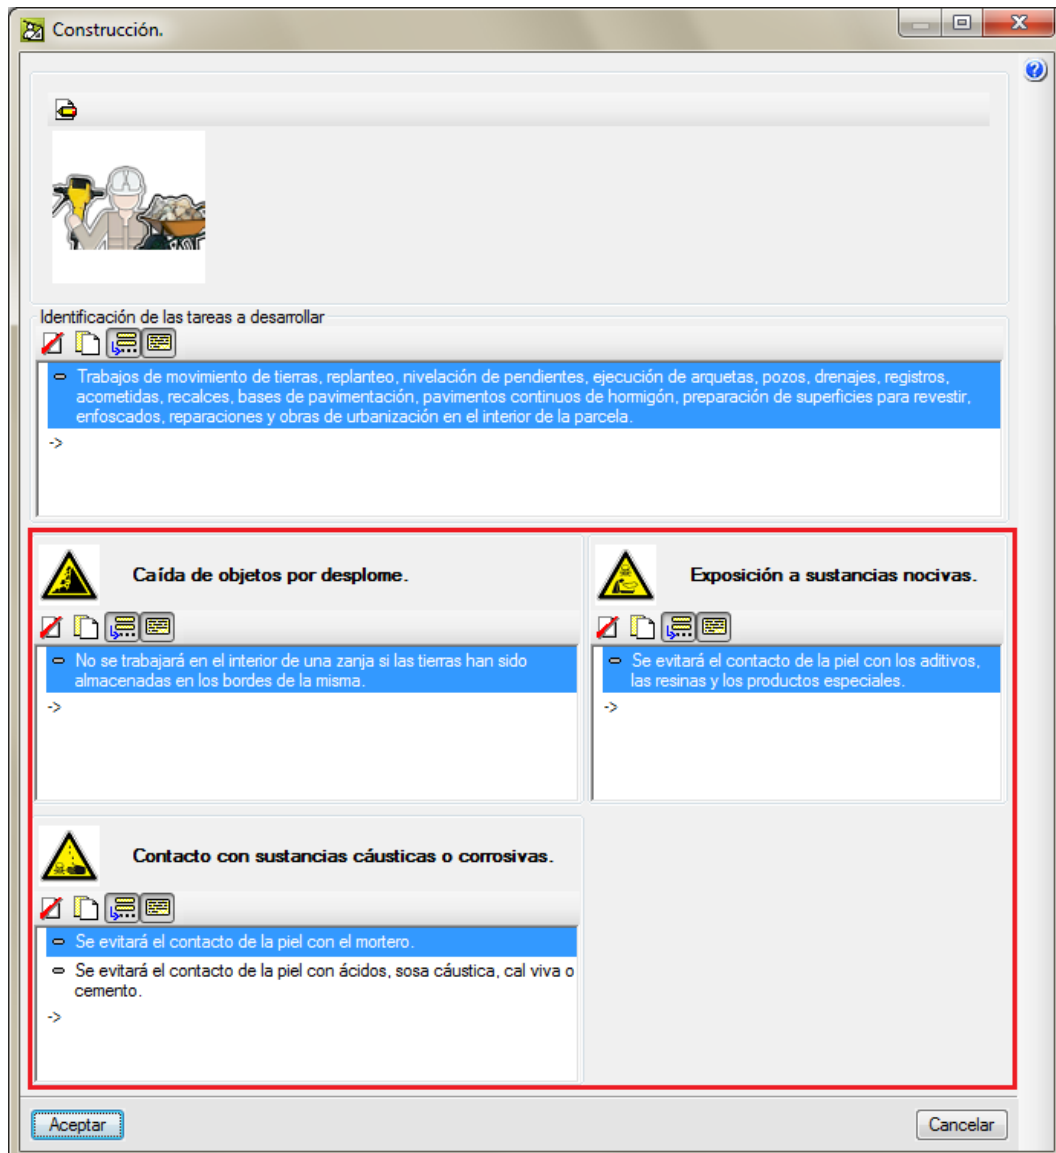 Construcción.
Identificación de las tareas a desarrollar
Trabajos de movimiento de tierras, replanteo, nivelación de pendientes, ejecución de arquetas, pozos, drenajes, registros,
acometidas, recalces, bases de pavimentación, pavimentos continuos de hormigón, preparación de superficies para revestir,
enfoscados, reparaciones y obras de urbanización en el interior de la parcela.
->
Caída de objetos por desplome.
No se trabajará en el interior de una zanja si las tierras han sido
almacenadas en los bordes de la misma.
->
Exposición a sustancias nocivas.
Se evitará el contacto de la piel con los aditivos,
las resinas y los productos especiales.
->
Contacto con sustancias cáusticas o corrosivas.
Se evitará el contacto de la piel con el mortero.
Se evitará el contacto de la piel con ácidos, sosa cáustica, cal viva o
cemento.
->
Aceptar
Cancelar